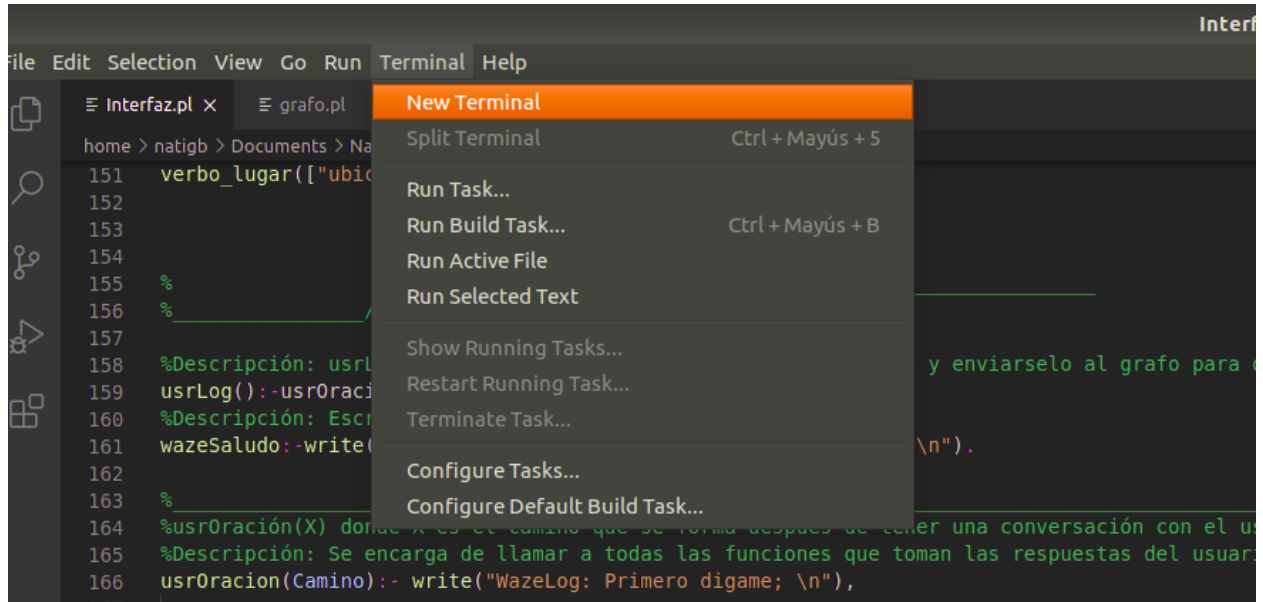 Interf
File Edit Selection View Go Run Terminal Help
Interfaz.pl × grafo.pl
home > natigb > Documents > Na
New Terminal
Split Terminal Ctrl + Mayús + 5
Run Task...
Run Build Task... Ctrl + Mayús + B
Run Active File
Run Selected Text
Show Running Tasks...
Restart Running Task...
Terminate Task...
Configure Tasks...
Configure Default Build Task...
151 verbo_lugar(["ubic
152
153
154
155 %
156 %________________/
157
158 %Descripción: usrL y enviarselo al grafo para
159 usrLog():-usrOraci
160 %Descripción: Escr
161 wazeSaludo:-write( \n").
162
163 %
164 %usrOración(X) donde X es el camino que se forma después de tener una conversación con el us
165 %Descripción: Se encarga de llamar a todas las funciones que toman las respuestas del usuari
166 usrOracion(Camino):- write("WazeLog: Primero digame; \n"),